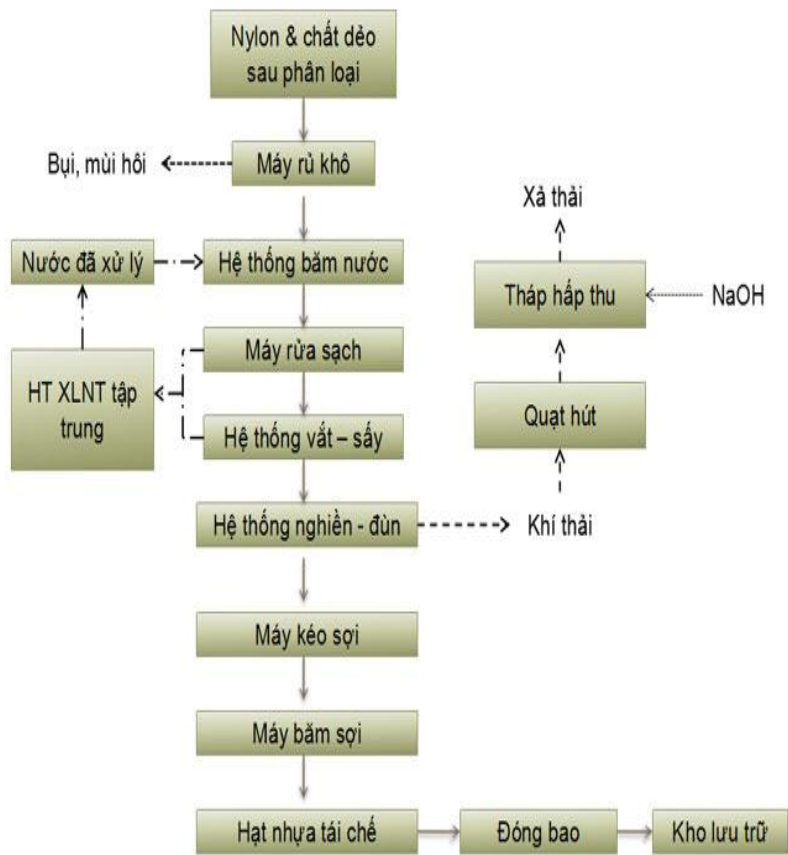 Nylon & chất dẻo
sau phân loại
Bụi, mùi hôi
Máy rủ khô
Xả thải
Nước đã xử lý
Hệ thống băm nước
Tháp hấp thu
NaOH
Máy rửa sạch
HT XLNT tập
trung
Quạt hút
Hệ thống vắt – sấy
Hệ thống nghiền - đùn
Khí thải
Máy kéo sợi
Máy băm sợi
Hạt nhựa tái chế
Đóng bao
Kho lưu trữ